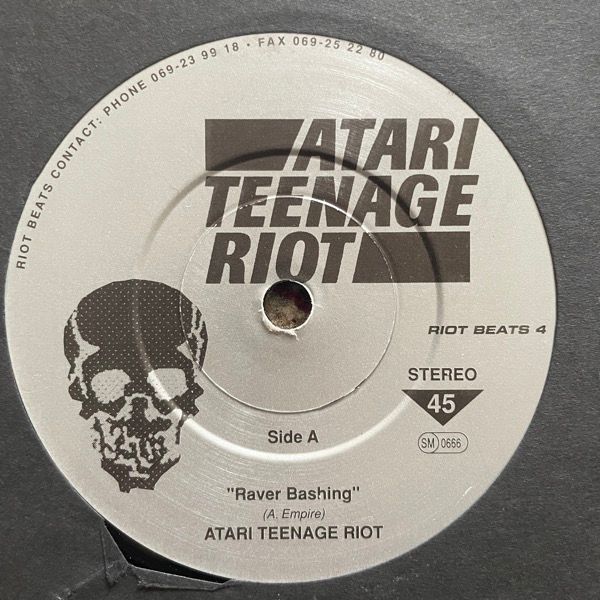 RIOT BEATS CONTACT: PHONE 069-23 99 18 • FAX 069-25 22 80
ATARI
TEENAGE
RIOT
RIOT BEATS 4
STEREO
45
SM 0666
Side A
"Raver Bashing"
(A. Empire)
ATARI TEENAGE RIOT